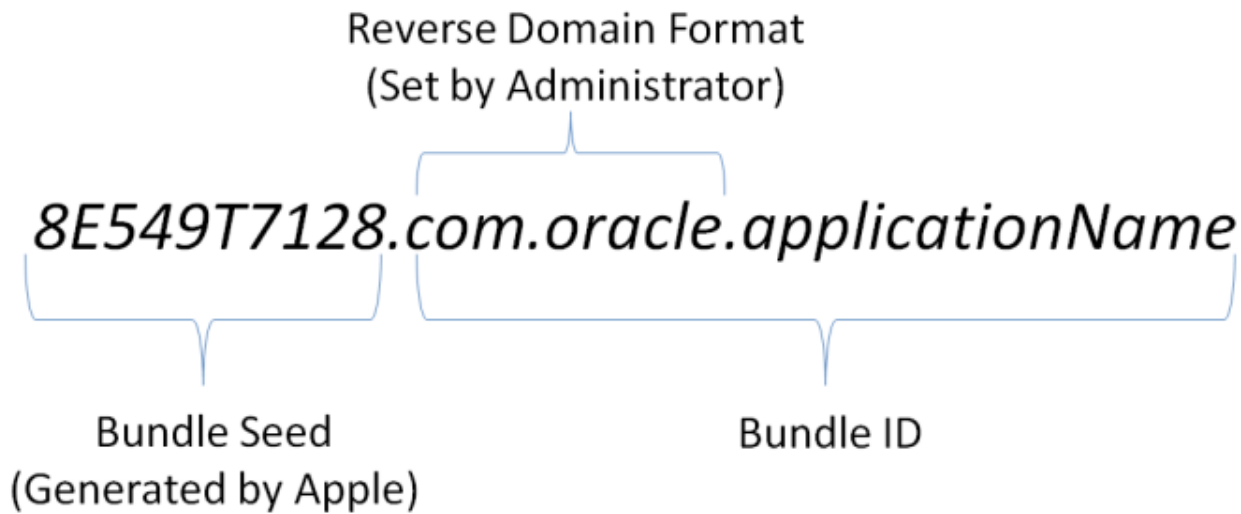 Reverse Domain Format
(Set by Administrator)
8E549T7128.com.oracle.applicationName
Bundle Seed
(Generated by Apple)
Bundle ID